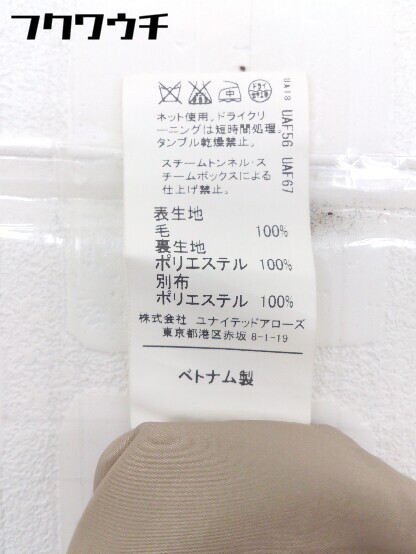 フクワウチ
UA18 UAF56 UAF67
ネット使用。ドライクリ
ーニングは短時間処理。
タンブル乾燥禁止。
スチームトンネル・ス
チームボックスによる
仕上げ禁止。
表生地
毛 100%
裏生地
ポリエステル 100%
別布
ポリエステル 100%
株式会社 ユナイテッドアローズ
東京都港区赤坂 8-1-19
ベトナム製